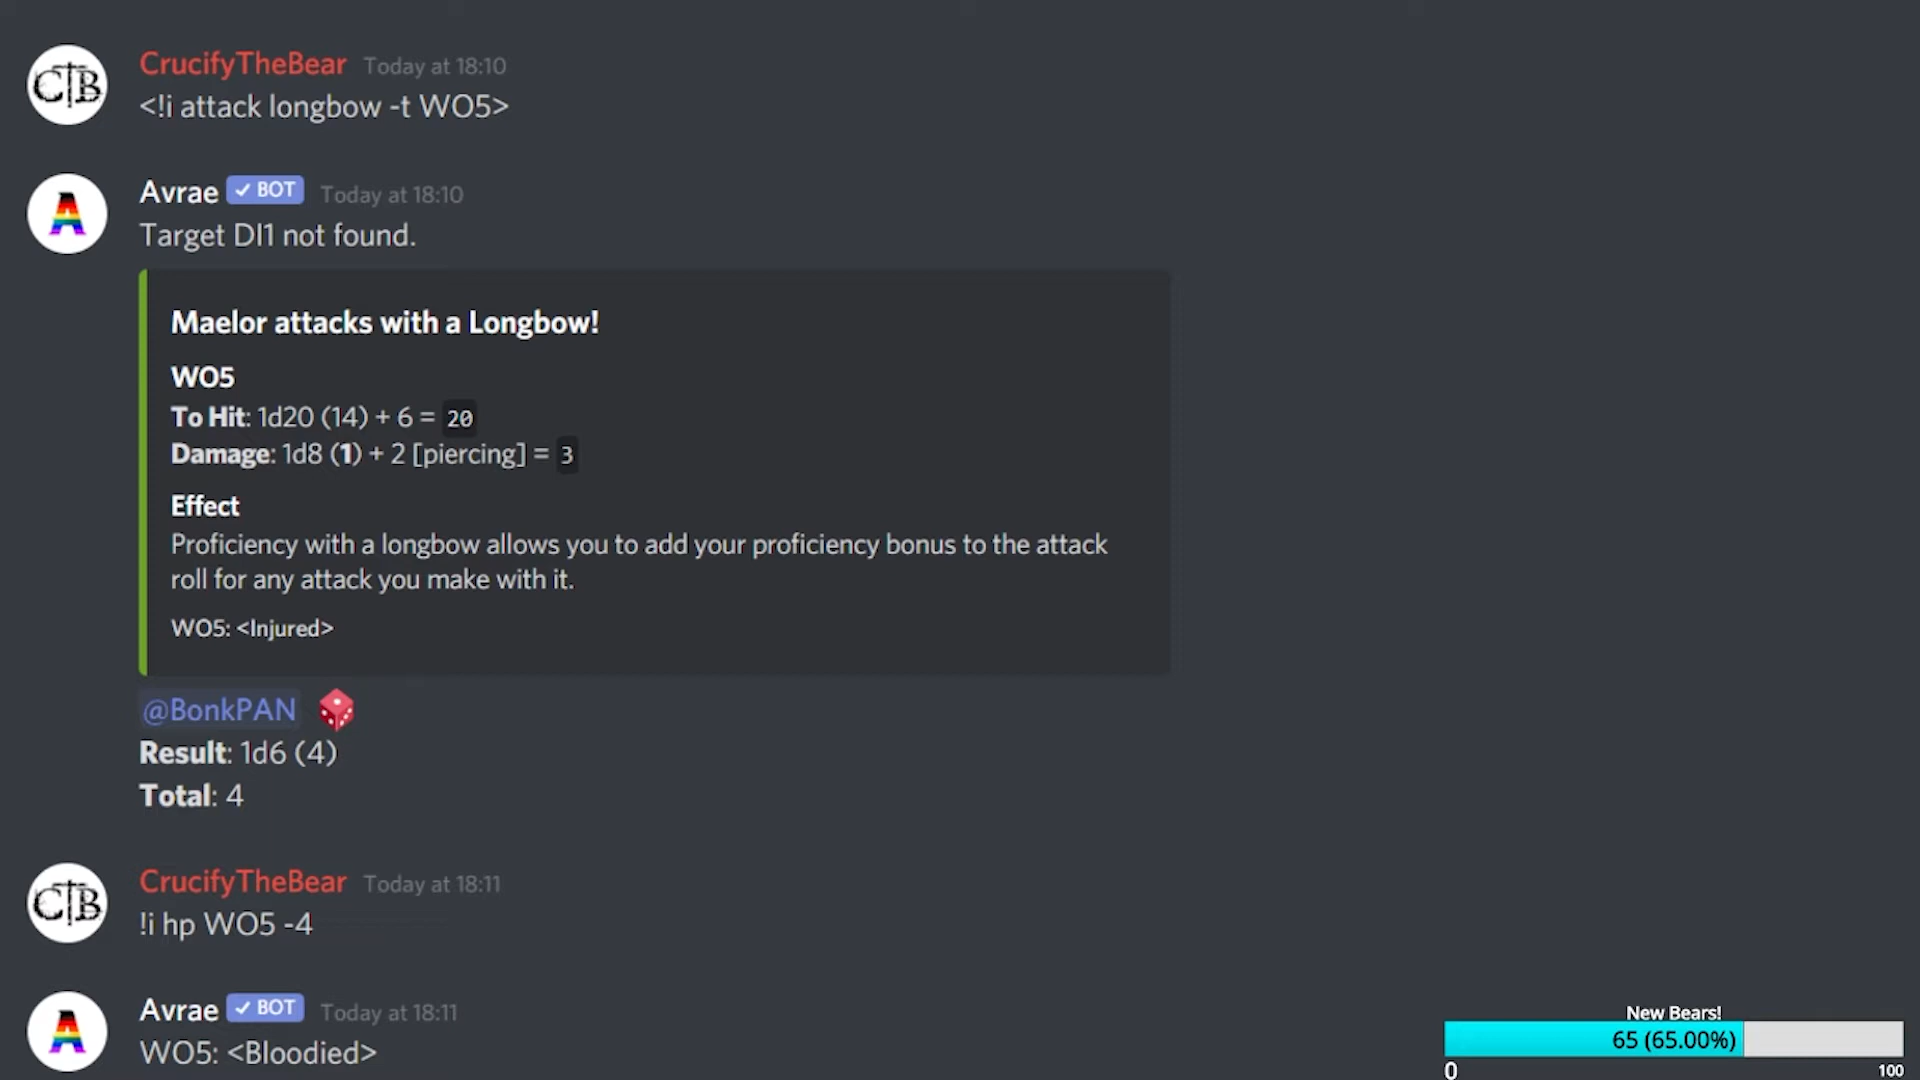 CrucifyTheBear Today at 18:10
CTB
<!i attack longbow -t WO5>
Avrae ✓ BOT Today at 18:10
A
Target DI1 not found.
Maelor attacks with a Longbow!
WO5
To Hit: 1d20 (14) + 6 = 20
Damage: 1d8 (1) + 2 [piercing] = 3
Effect
Proficiency with a longbow allows you to add your proficiency bonus to the attack
roll for any attack you make with it.
WO5: <Injured>
@BonkPAN
Result: 1d6 (4)
Total: 4
CrucifyTheBear Today at 18:11
CTB
!i hp WO5 -4
Avrae ✓ BOT Today at 18:11
A
WO5: <Bloodied>
New Bears!
65 (65.00%)
0 100